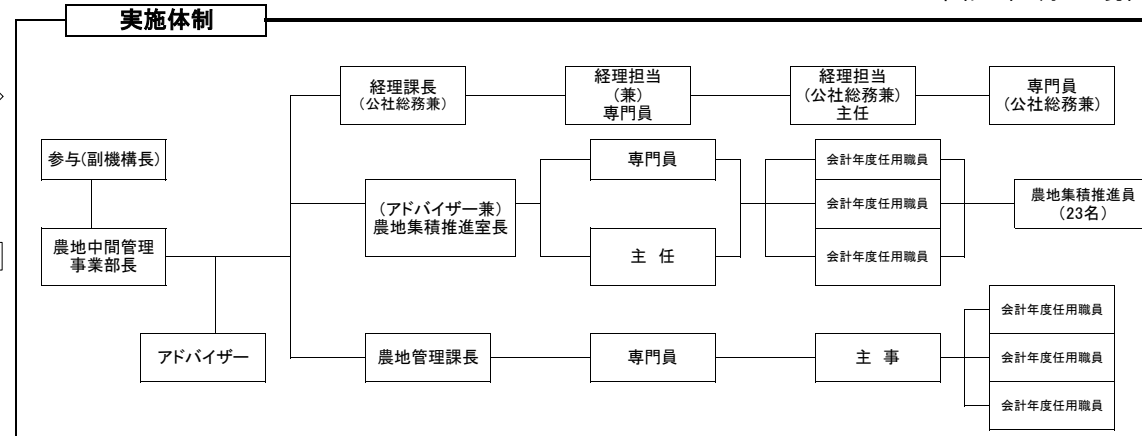 実施体制
経理課長
(公社総務兼)
経理担当
(兼)
専門員
経理担当
(公社総務兼)
主任
専門員
(公社総務兼)
参与(副機構長)
農地中間管理
事業部長
アドバイザー
(アドバイザー兼)
農地集積推進室長
専門員
主 任
会計年度任用職員
会計年度任用職員
会計年度任用職員
農地集積推進員
(23名)
農地管理課長
専門員
主 事
会計年度任用職員
会計年度任用職員
会計年度任用職員